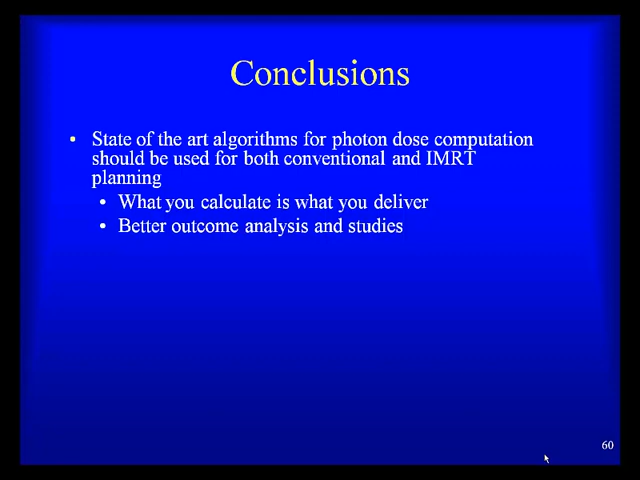 Conclusions
• State of the art algorithms for photon dose computation
should be used for both conventional and IMRT
planning
• What you calculate is what you deliver
• Better outcome analysis and studies
60